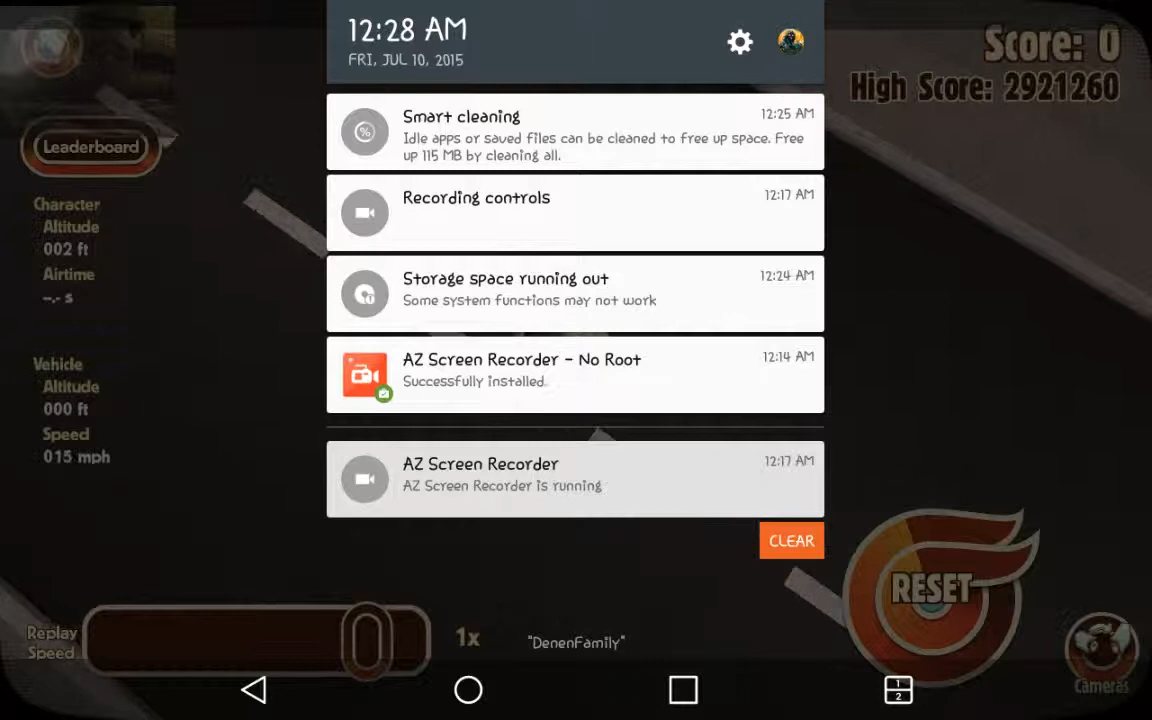 12:28 AM
FRI, JUL 10, 2015
Score: 0
High Score: 2921260
Leaderboard
Character
Altitude
002 ft
Airtime
--.- s
Vehicle
Altitude
000 ft
Speed
015 mph
Smart cleaning
12:25 AM
Idle apps or saved files can be cleaned to free up space. Free
up 115 MB by cleaning all.
Recording controls
12:17 AM
Storage space running out
12:24 AM
Some system functions may not work
AZ Screen Recorder - No Root
12:14 AM
Successfully installed.
AZ Screen Recorder
12:17 AM
AZ Screen Recorder is running
CLEAR
RESET
Replay
Speed
1x
"DenenFamily"
Cameras
1
2